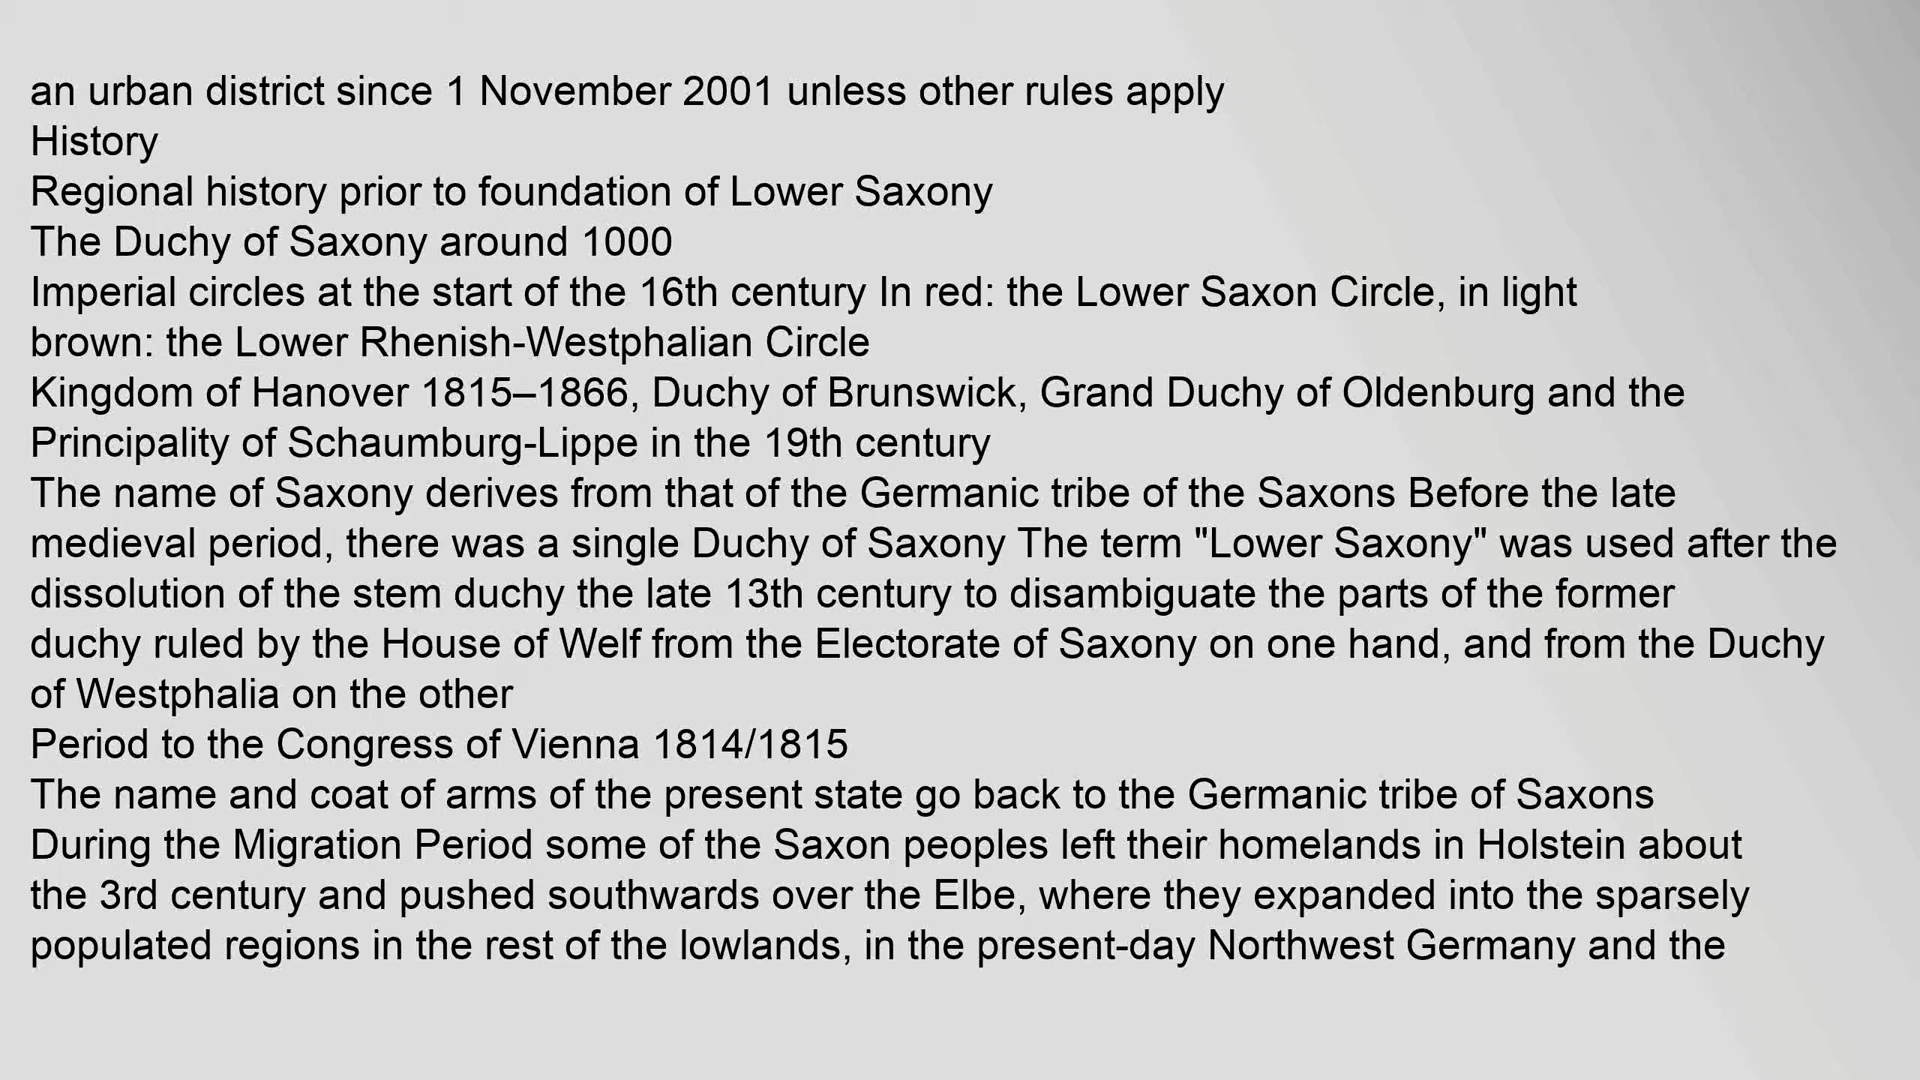 an urban district since 1 November 2001 unless other rules apply
History
Regional history prior to foundation of Lower Saxony
The Duchy of Saxony around 1000
Imperial circles at the start of the 16th century In red: the Lower Saxon Circle, in light
brown: the Lower Rhenish-Westphalian Circle
Kingdom of Hanover 1815–1866, Duchy of Brunswick, Grand Duchy of Oldenburg and the
Principality of Schaumburg-Lippe in the 19th century
The name of Saxony derives from that of the Germanic tribe of the Saxons Before the late
medieval period, there was a single Duchy of Saxony The term "Lower Saxony" was used after the
dissolution of the stem duchy the late 13th century to disambiguate the parts of the former
duchy ruled by the House of Welf from the Electorate of Saxony on one hand, and from the Duchy
of Westphalia on the other
Period to the Congress of Vienna 1814/1815
The name and coat of arms of the present state go back to the Germanic tribe of Saxons
During the Migration Period some of the Saxon peoples left their homelands in Holstein about
the 3rd century and pushed southwards over the Elbe, where they expanded into the sparsely
populated regions in the rest of the lowlands, in the present-day Northwest Germany and the